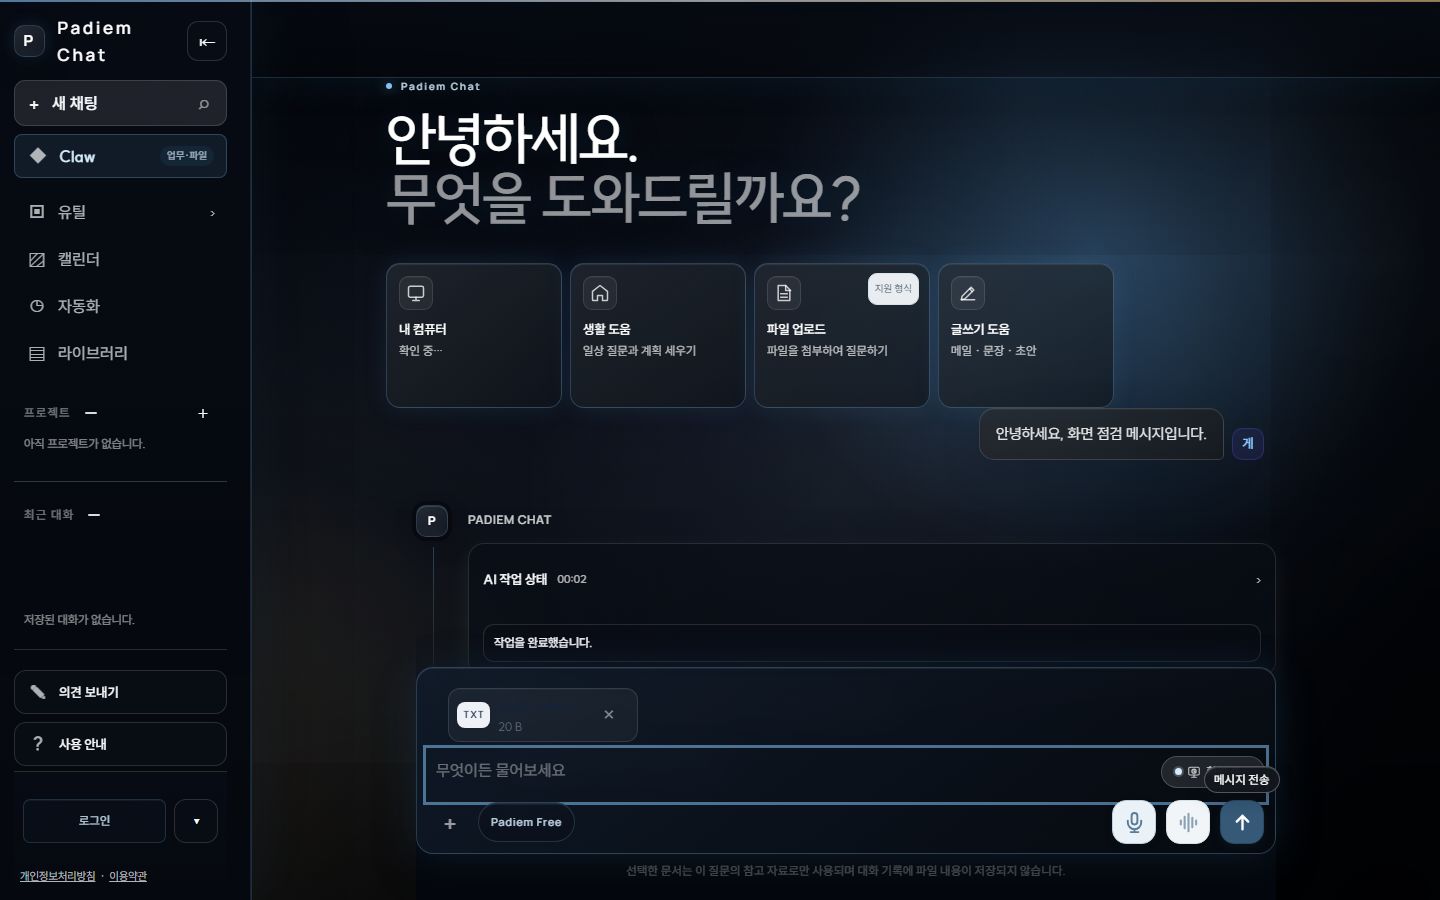 P
Padiem
Chat
새 채팅
Claw
업무·파일
유틸
캘린더
자동화
라이브러리
프로젝트
아직 프로젝트가 없습니다.
최근 대화
저장된 대화가 없습니다.
의견 보내기
? 사용 안내
로그인
개인정보처리방침 · 이용약관
Padiem Chat
안녕하세요.
무엇을 도와드릴까요?
내 컴퓨터
확인 중…
생활 도움
일상 질문과 계획 세우기
지원 형식
파일 업로드
파일을 첨부하여 질문하기
글쓰기 도움
메일 · 문장 · 초안
안녕하세요, 화면 점검 메시지입니다.
게
P
PADIEM CHAT
AI 작업 상태 00:02
작업을 완료했습니다.
TXT
20 B
무엇이든 물어보세요
메시지 전송
Padiem Free
선택한 문서는 이 질문의 참고 자료로만 사용되며 대화 기록에 파일 내용이 저장되지 않습니다.